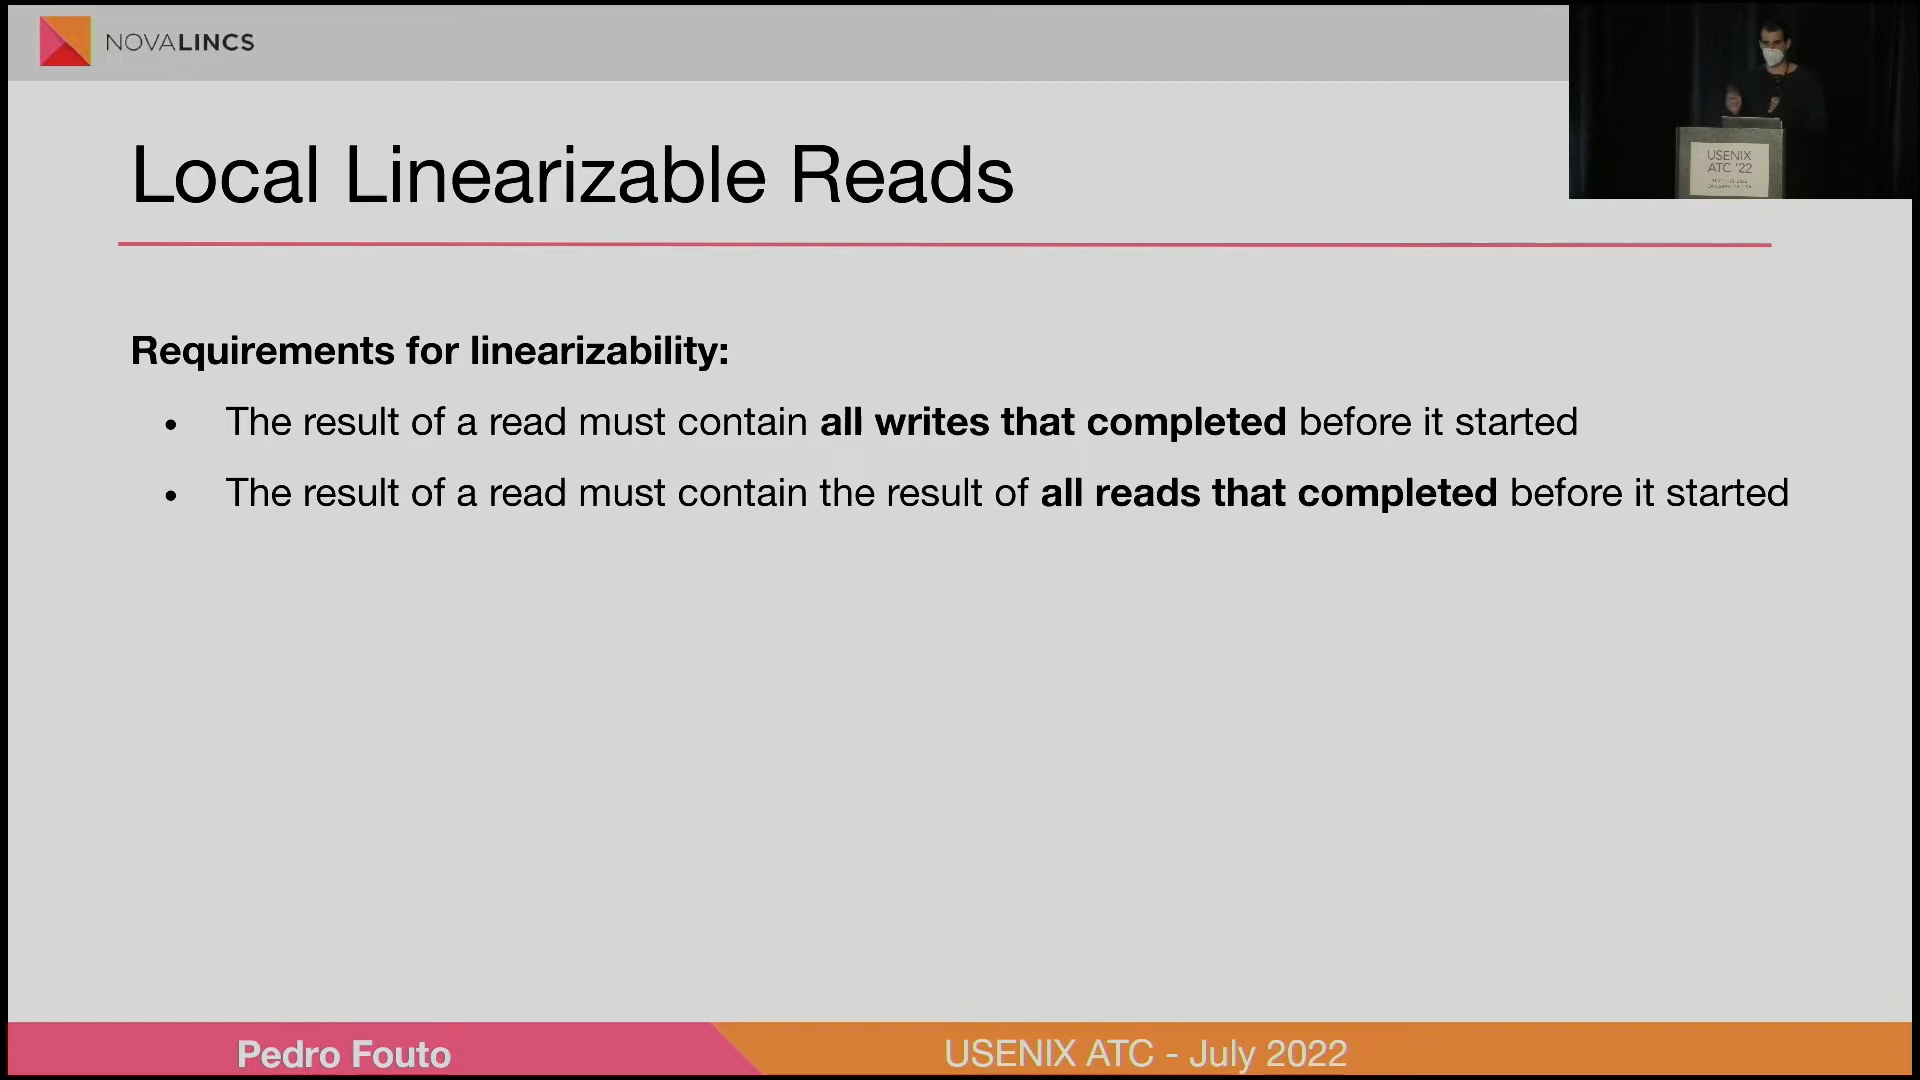 NOVALINCS
USENIX
ATC '22
Local Linearizable Reads
Requirements for linearizability:
• The result of a read must contain all writes that completed before it started
• The result of a read must contain the result of all reads that completed before it started
Pedro Fouto
USENIX ATC - July 2022